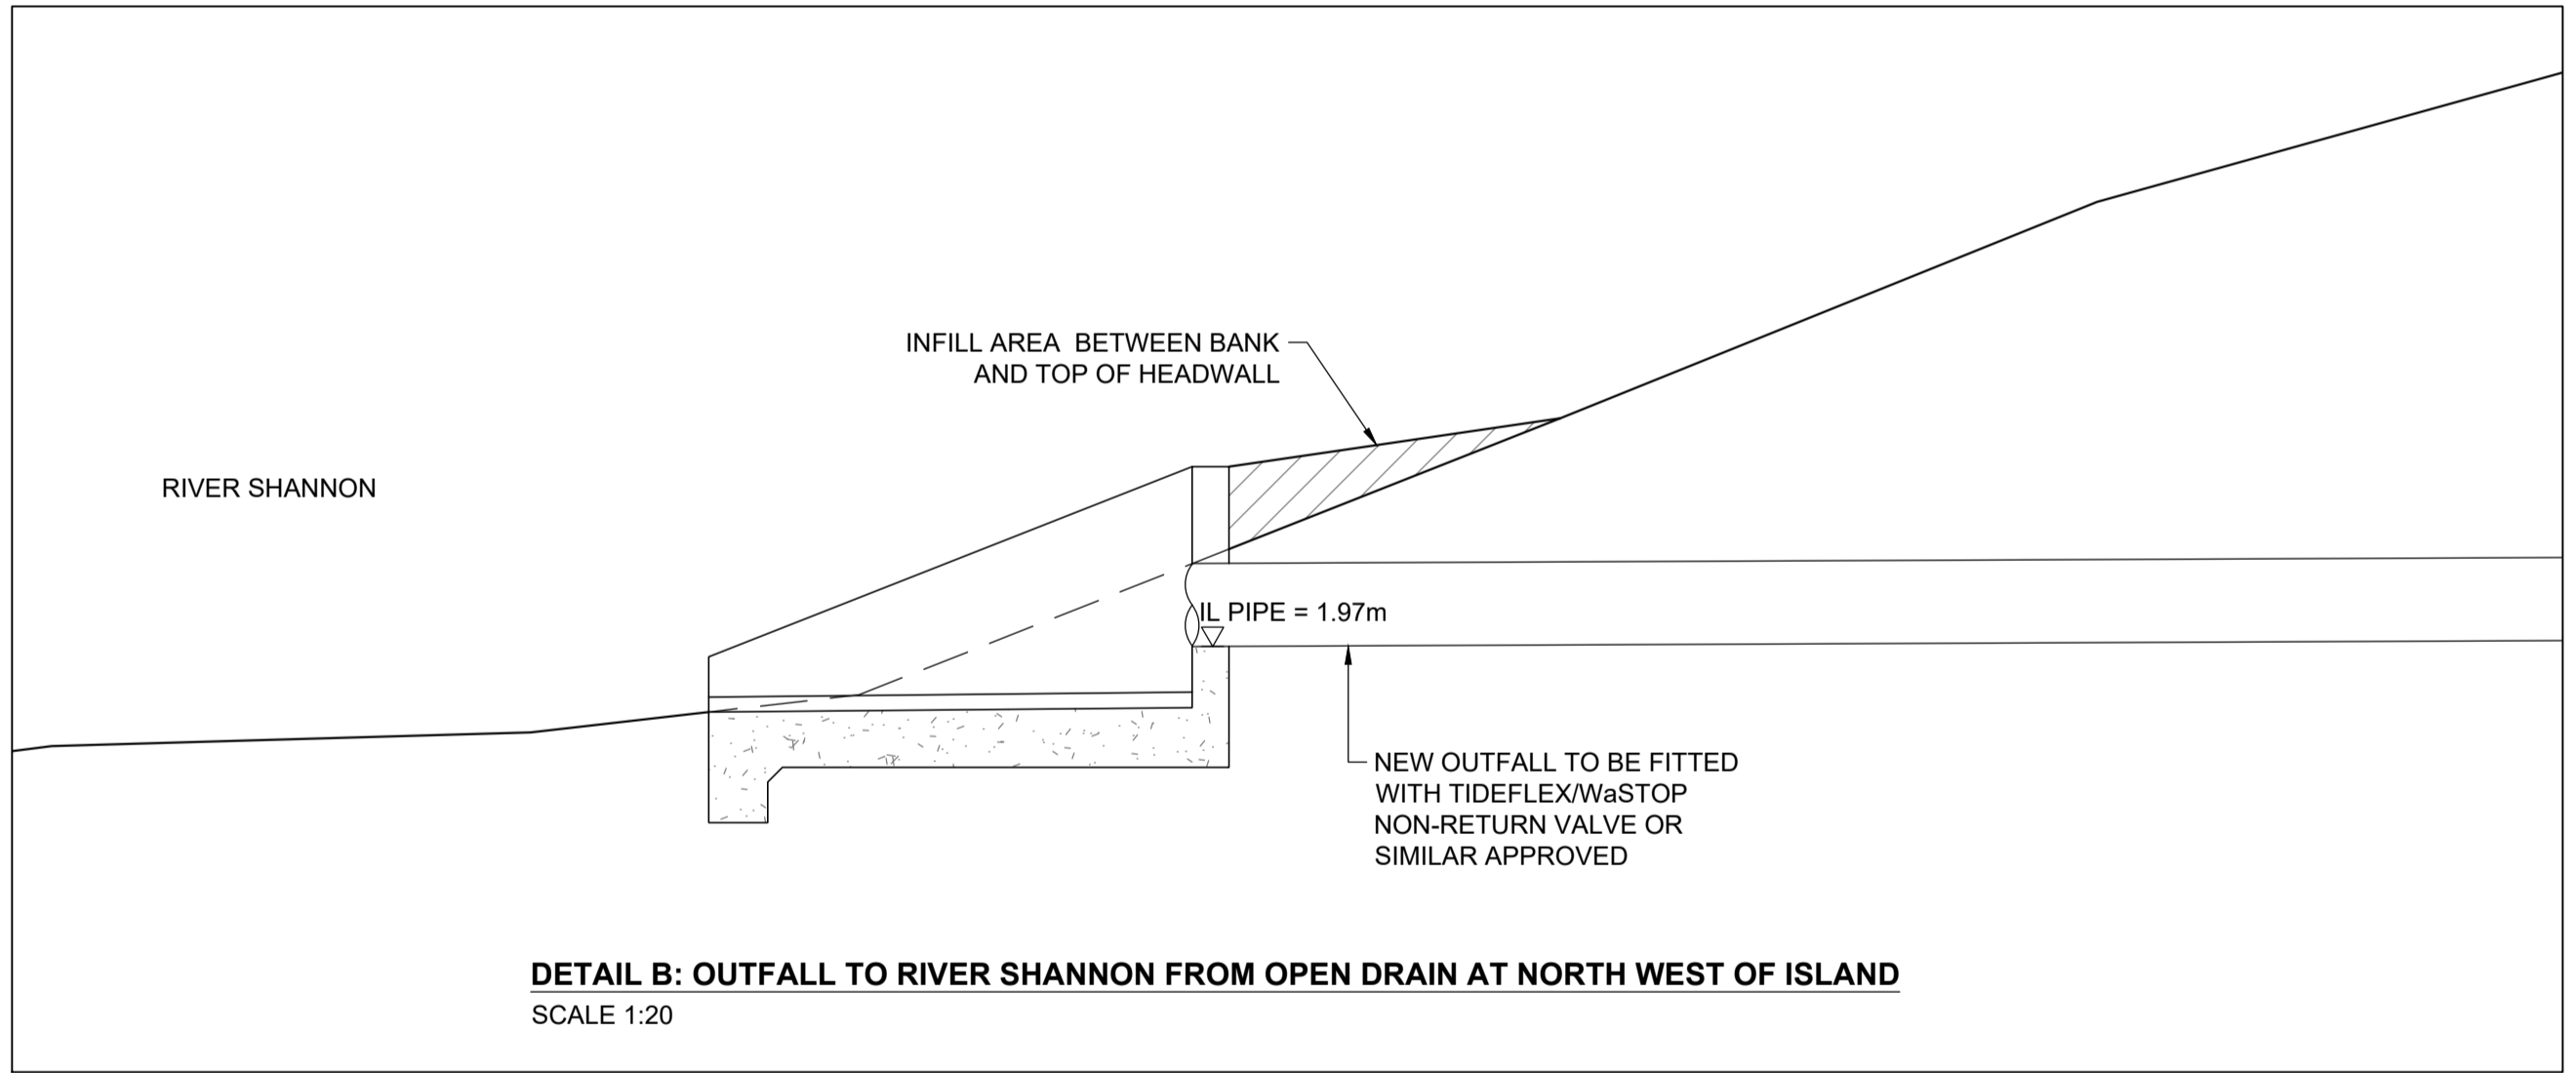 INFILL AREA  BETWEEN BANK
AND TOP OF HEADWALL
RIVER SHANNON
IL PIPE = 1.97m
NEW OUTFALL TO BE FITTED
WITH TIDEFLEX/WaSTOP
NON-RETURN VALVE OR
SIMILAR APPROVED
DETAIL B: OUTFALL TO RIVER SHANNON FROM OPEN DRAIN AT NORTH WEST OF ISLAND
SCALE 1:20